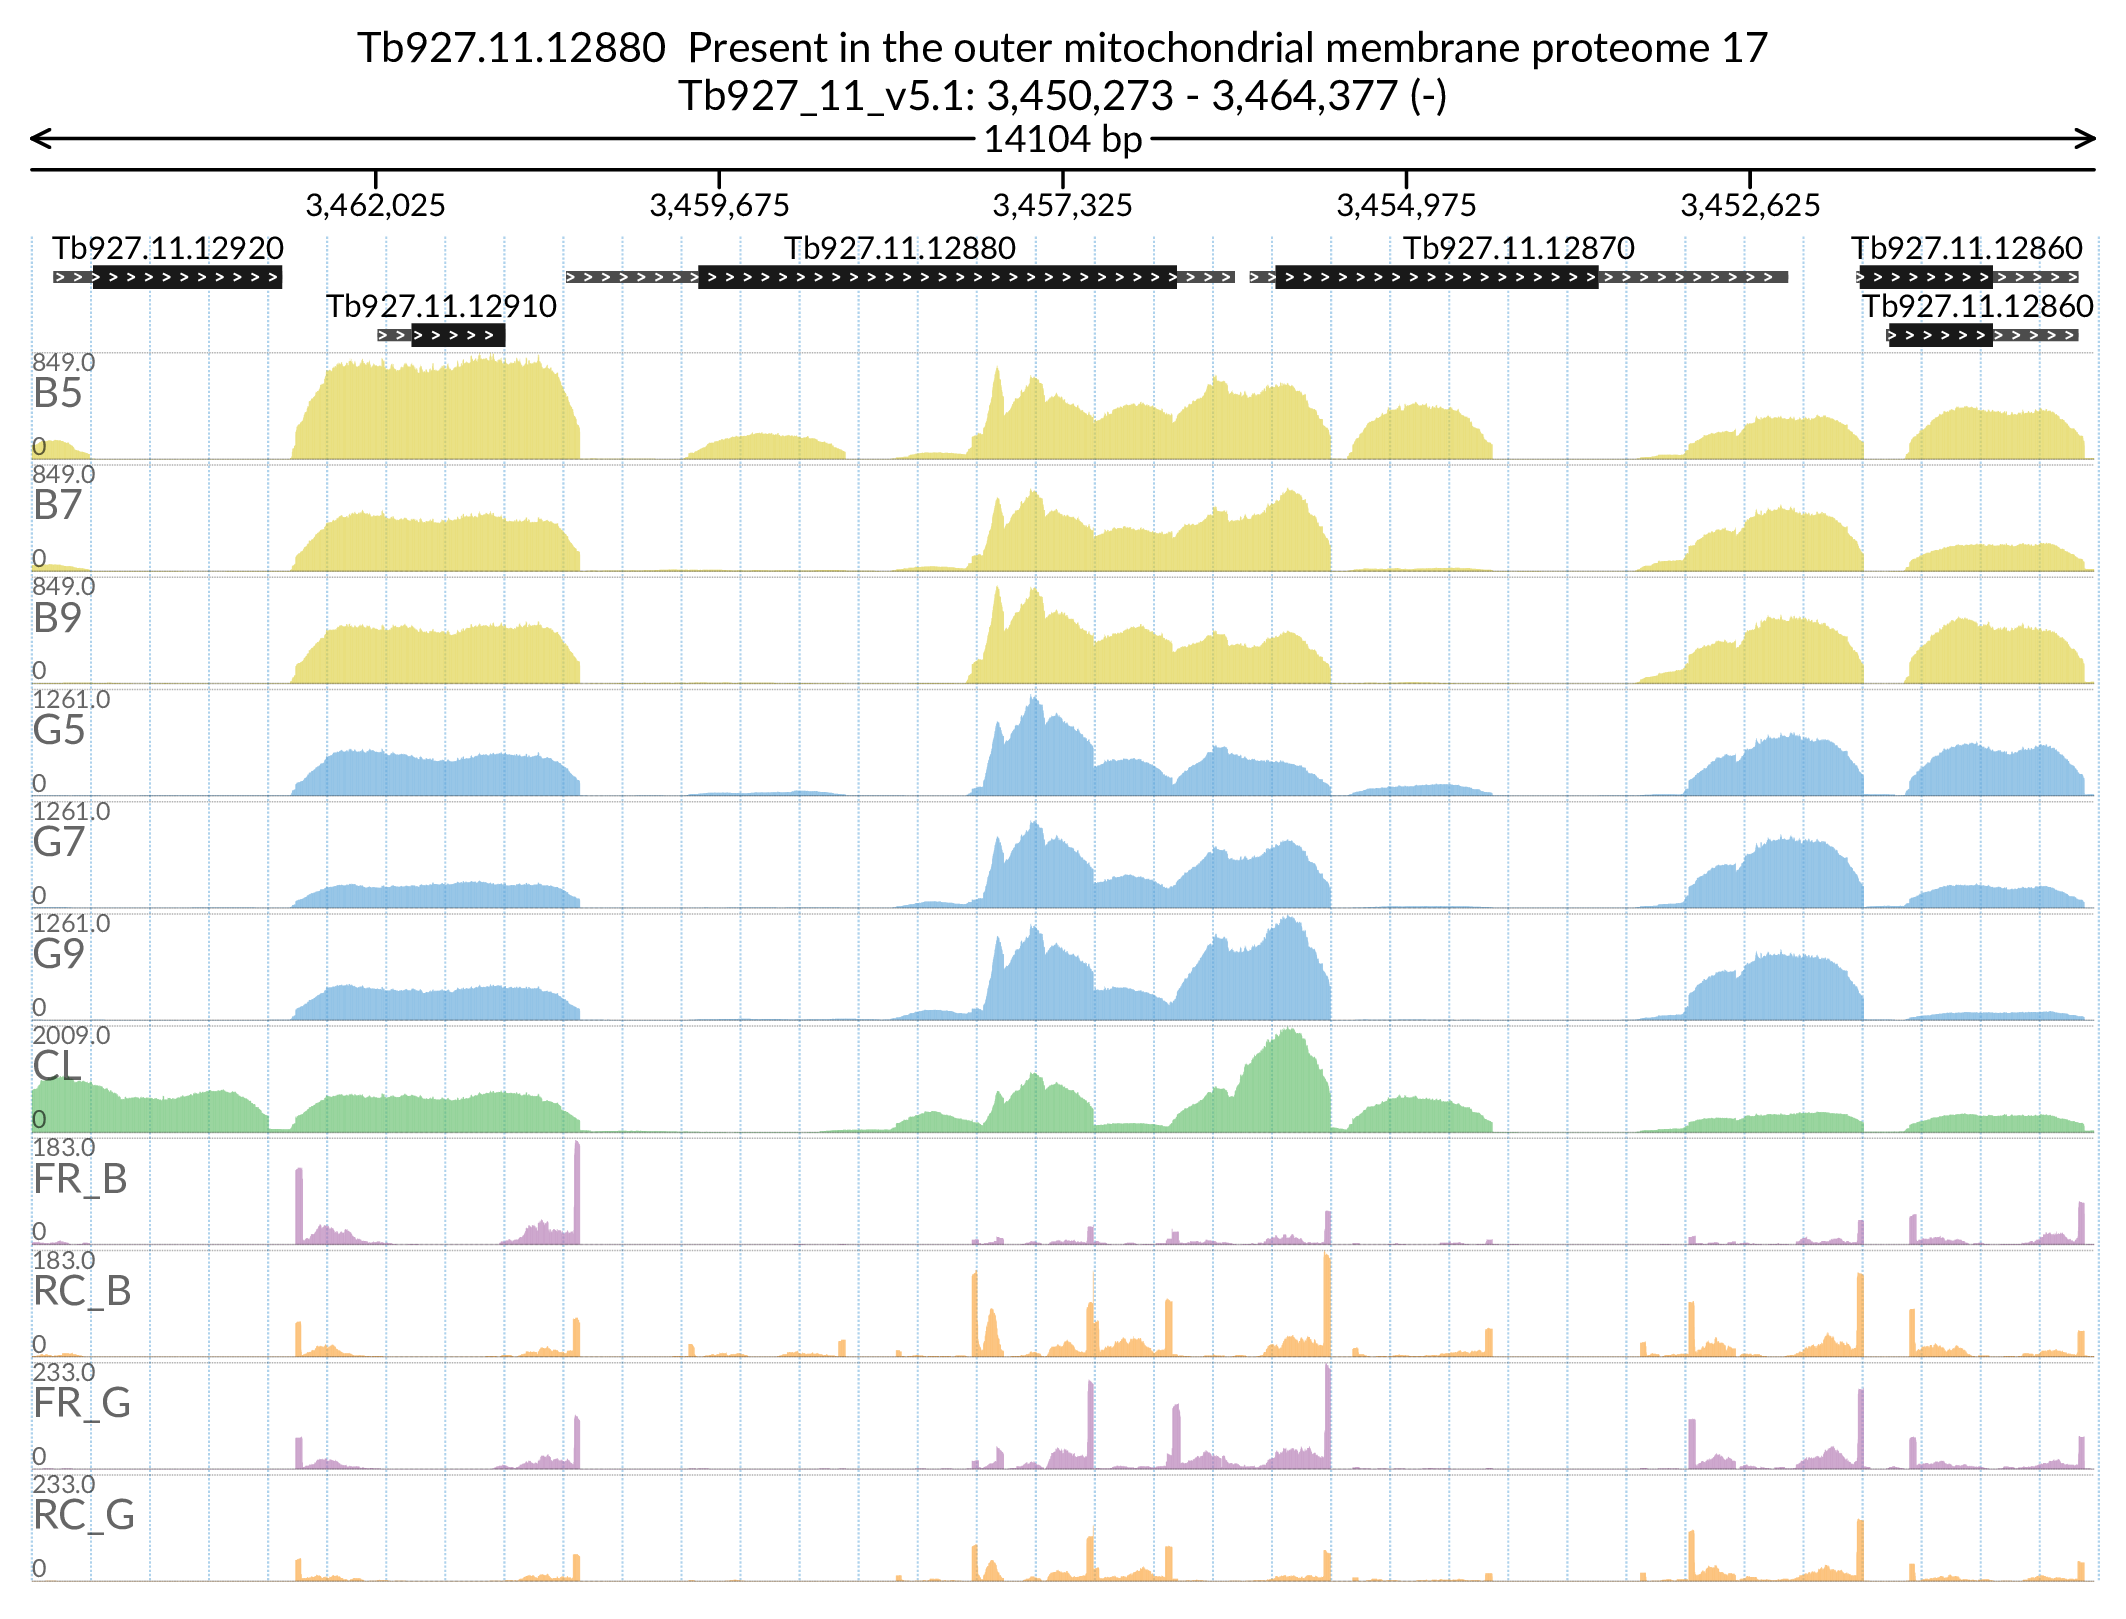 Tb927.11.12880  Present in the outer mitochondrial membrane proteome 17
Tb927_11_v5.1: 3,450,273 - 3,464,377 (-)
14104 bp
3,462,025 3,459,675 3,457,325 3,454,975 3,452,625
Tb927.11.12920 Tb927.11.12880 Tb927.11.12870 Tb927.11.12860
Tb927.11.12910 Tb927.11.12860
849.0
B5
0
849.0
B7
0
849.0
B9
0
1261.0
G5
0
1261.0
G7
0
1261.0
G9
0
2009.0
CL
0
183.0
FR_B
0
183.0
RC_B
0
233.0
FR_G
0
233.0
RC_G
0